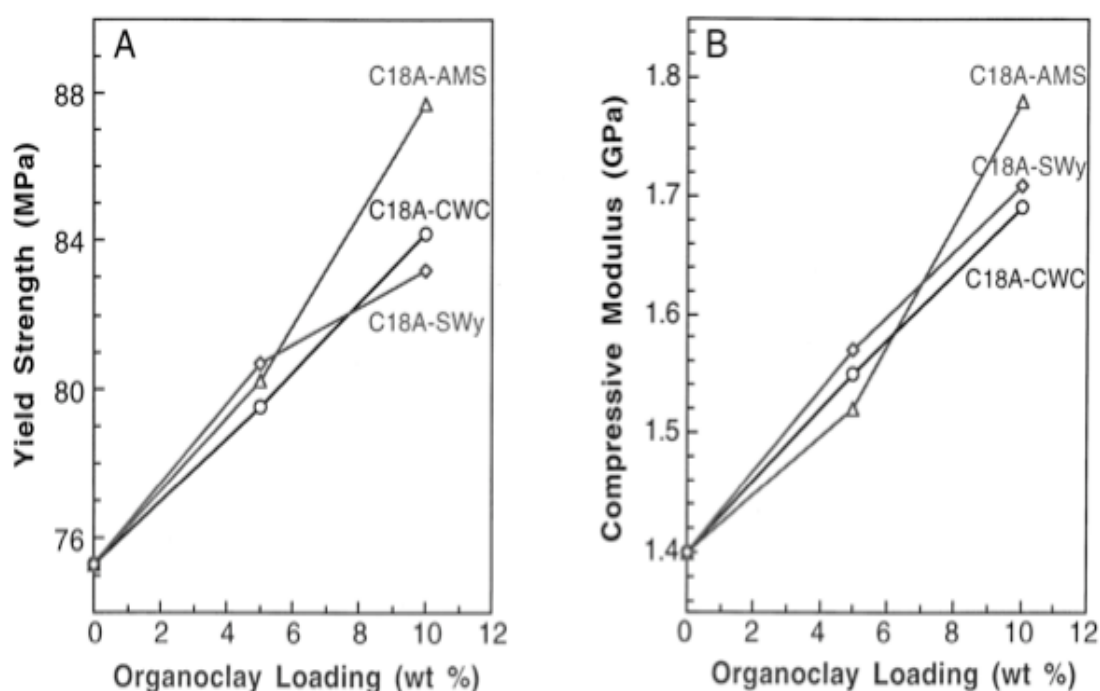 A
C18A-AMS
C18A-CWC
C18A-SWy
88
84
80
76
Yield Strength (MPa)
0 2 4 6 8 10 12
Organoclay Loading (wt %)
B
C18A-AMS
C18A-SWy
C18A-CWC
1.8
1.7
1.6
1.5
1.4
Compressive Modulus (GPa)
0 2 4 6 8 10 12
Organoclay Loading (wt %)